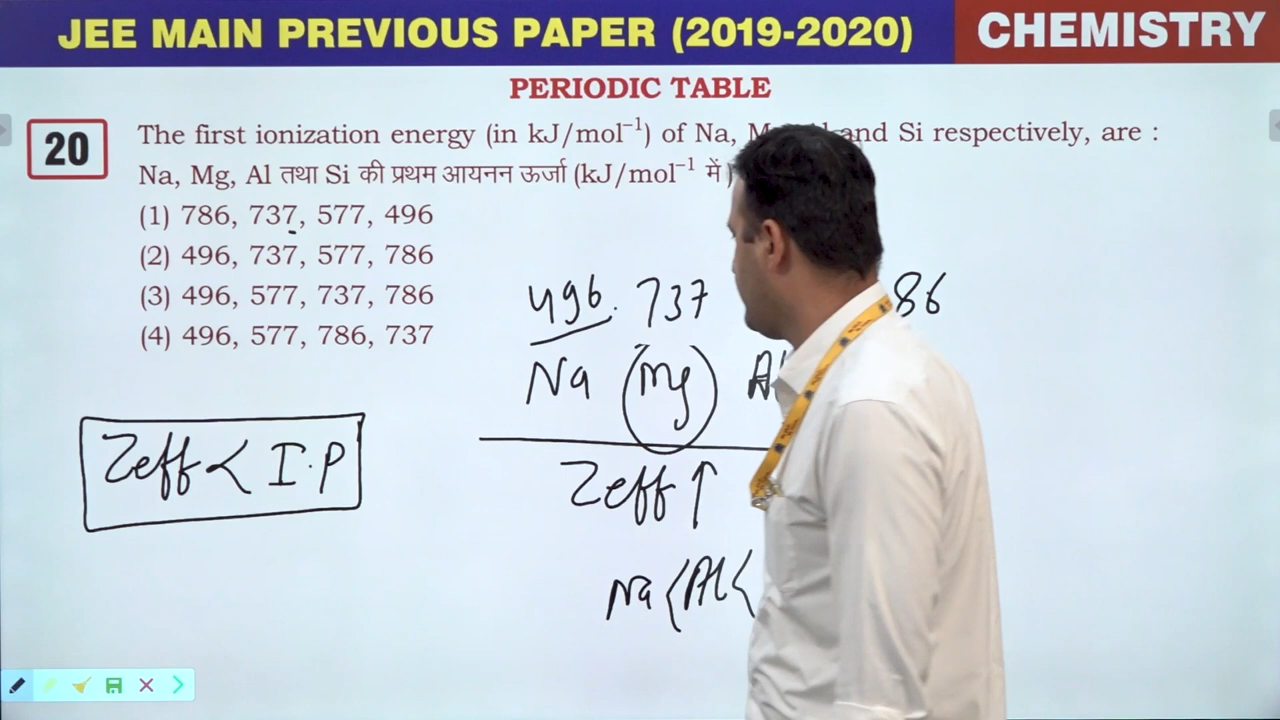 JEE MAIN PREVIOUS PAPER (2019-2020)
CHEMISTRY
PERIODIC TABLE
20
The first ionization energy (in kJ/mol⁻¹) of Na, and Si respectively, are :
Na, Mg, Al तथा Si की प्रथम आयनन ऊर्जा (kJ/mol⁻¹ में)
(1) 786, 737, 577, 496
(2) 496, 737, 577, 786
(3) 496, 577, 737, 786
(4) 496, 577, 786, 737
496. 737 86
Na (Mg)
Zeff < I.P
Zeff ↑
Na < Al <